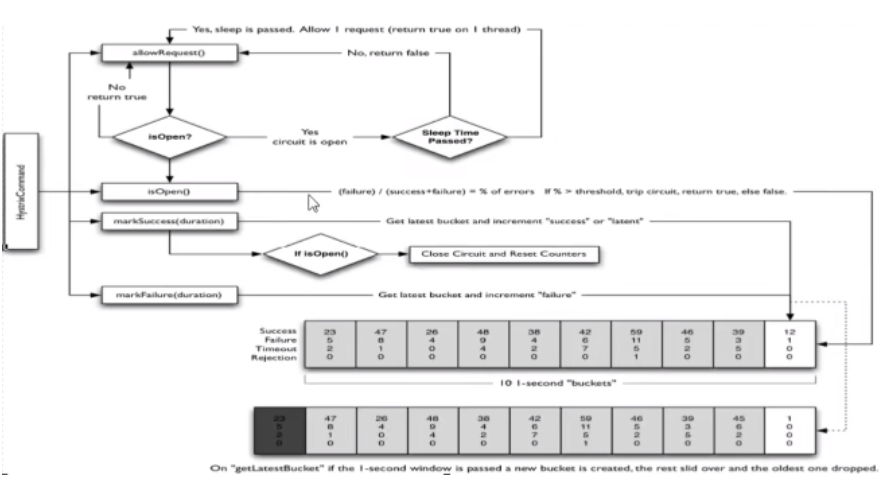 Yes, sleep is passed. Allow 1 request (return true on 1 thread)
allowRequest()
No, return false
No
return true
isOpen?
Yes
circuit is open
Sleep Time
Passed?
HystrixCommand
isOpen()
(failure) / (success+failure) = % of errors If % > threshold, trip circuit, return true, else false.
markSuccess(duration)
Get latest bucket and increment "success" or "latent"
If isOpen()
Close Circuit and Reset Counters
markFailure(duration)
Get latest bucket and increment "failure"
Success 23 47 26 48 38 42 59 46 39 12
Failure 5 8 4 9 4 6 11 5 3 1
Timeout 2 1 0 4 2 7 5 2 5 0
Rejection 0 0 0 0 0 0 1 0 0 0
10 1-second "buckets"
23 47 26 48 38 42 59 46 39 45 1
5 8 4 9 4 6 11 5 3 6 0
2 1 0 4 2 7 5 2 5 2 0
0 0 0 0 0 0 1 0 0 0 0
On "getLatestBucket" if the 1-second window is passed a new bucket is created, the rest slid over and the oldest one dropped.